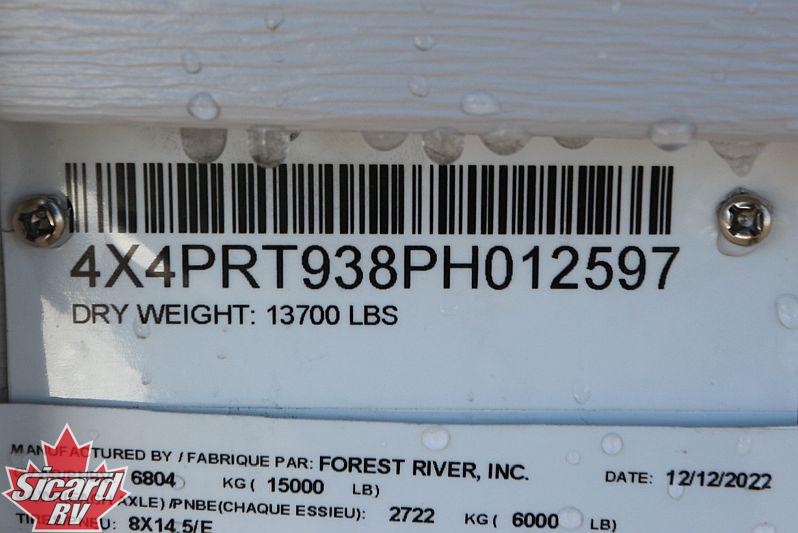 4X4PRT938PH012597
DRY WEIGHT: 13700 LBS
MANUFACTURED BY / FABRIQUE PAR: FOREST RIVER, INC. DATE: 12/12/2022
6804 KG ( 15000 LB)
AXLE) /PNBE(CHAQUE ESSIEU): 2722 KG ( 6000 LB)
8X14.5/E
Sicard
RV